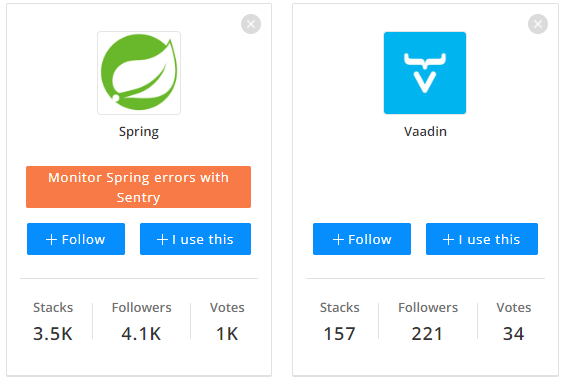 Spring
Monitor Spring errors with
Sentry
+ Follow
+ I use this
Stacks Followers Votes
3.5K 4.1K 1K
Vaadin
+ Follow
+ I use this
Stacks Followers Votes
157 221 34